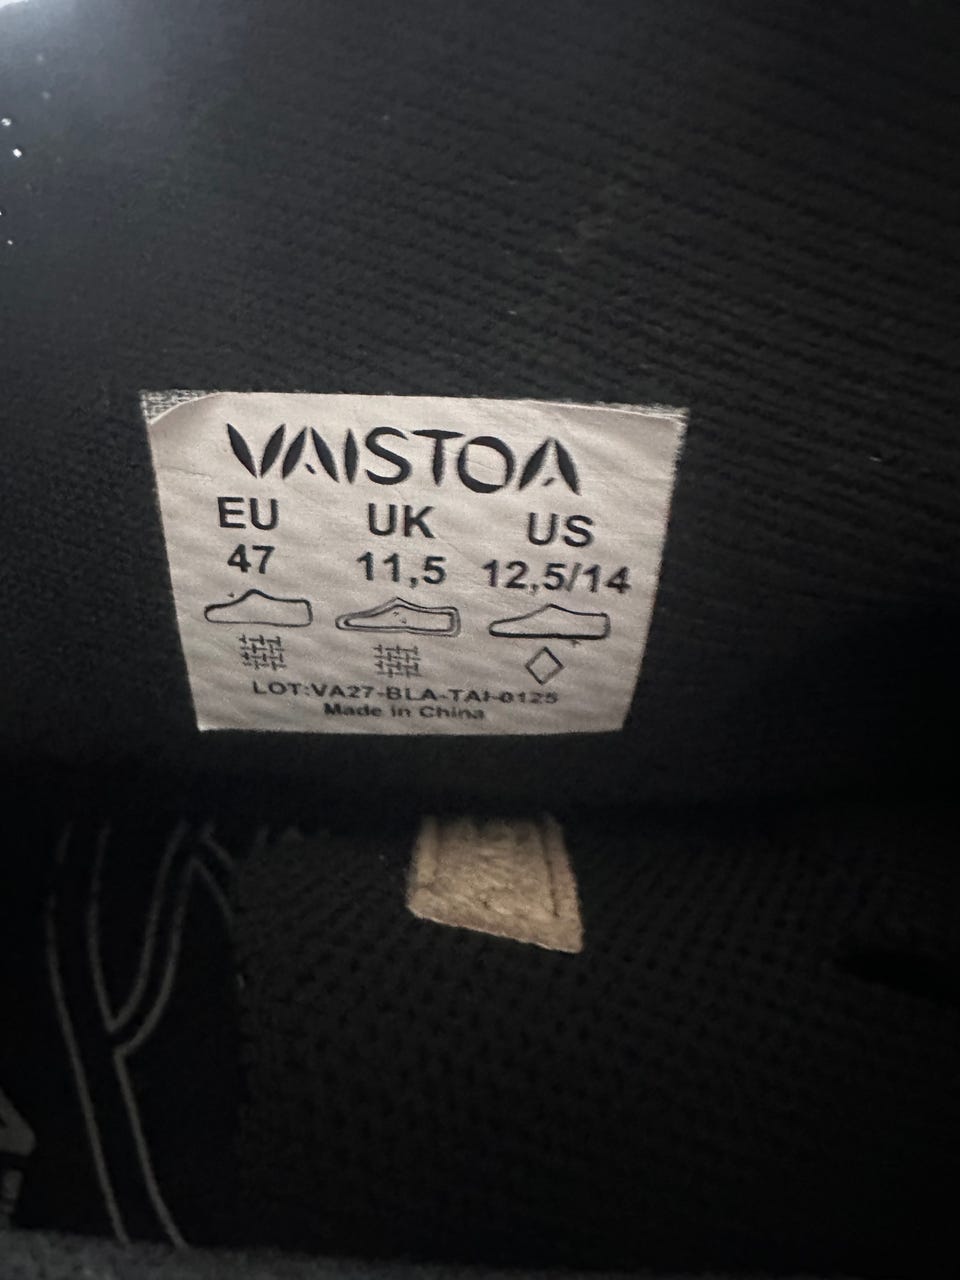 VAISTOA
EU UK US
47 11,5 12,5/14
LOT:VA27-BLA-TAI-0125
Made in China